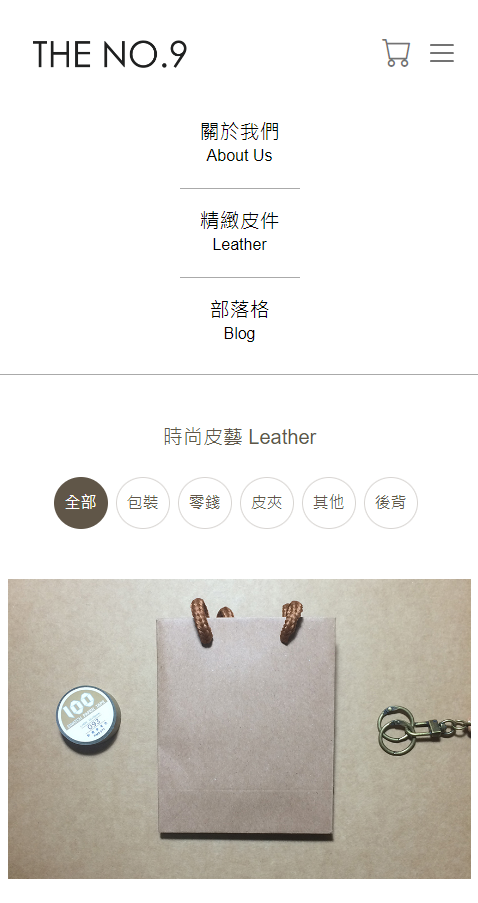 THE NO.9
關於我們
About Us
精緻皮件
Leather
部落格
Blog
時尚皮藝 Leather
全部 包裝 零錢 皮夾 其他 後背
100
093